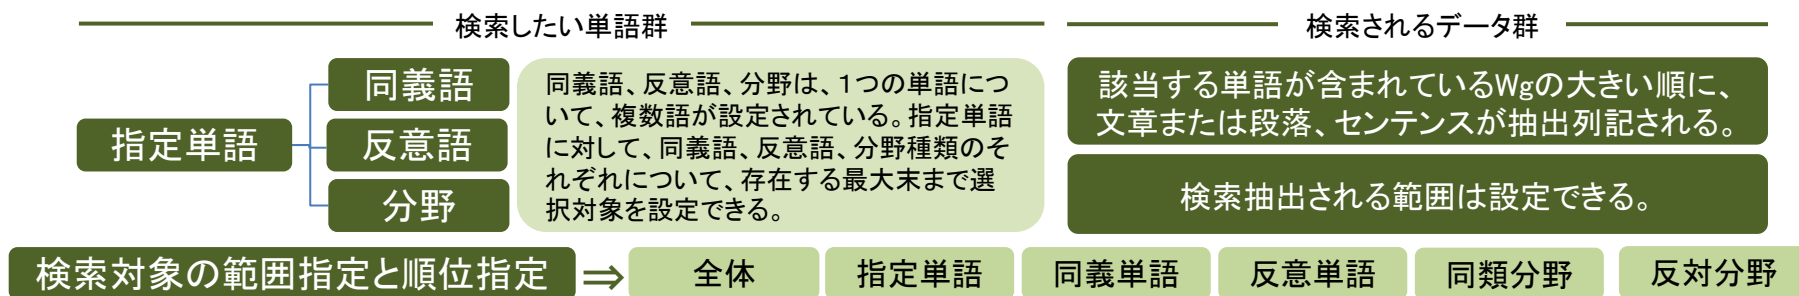 検索したい単語群
検索されるデータ群
指定単語
同義語
反意語
分野
同義語、反意語、分野は、１つの単語につ
いて、複数語が設定されている。指定単語
に対して、同義語、反意語、分野種類のそ
れぞれについて、存在する最大末まで選
択対象を設定できる。
該当する単語が含まれているWgの大きい順に、
文章または段落、センテンスが抽出列記される。
検索抽出される範囲は設定できる。
検索対象の範囲指定と順位指定 ⇒ 全体 指定単語 同義単語 反意単語 同類分野 反対分野